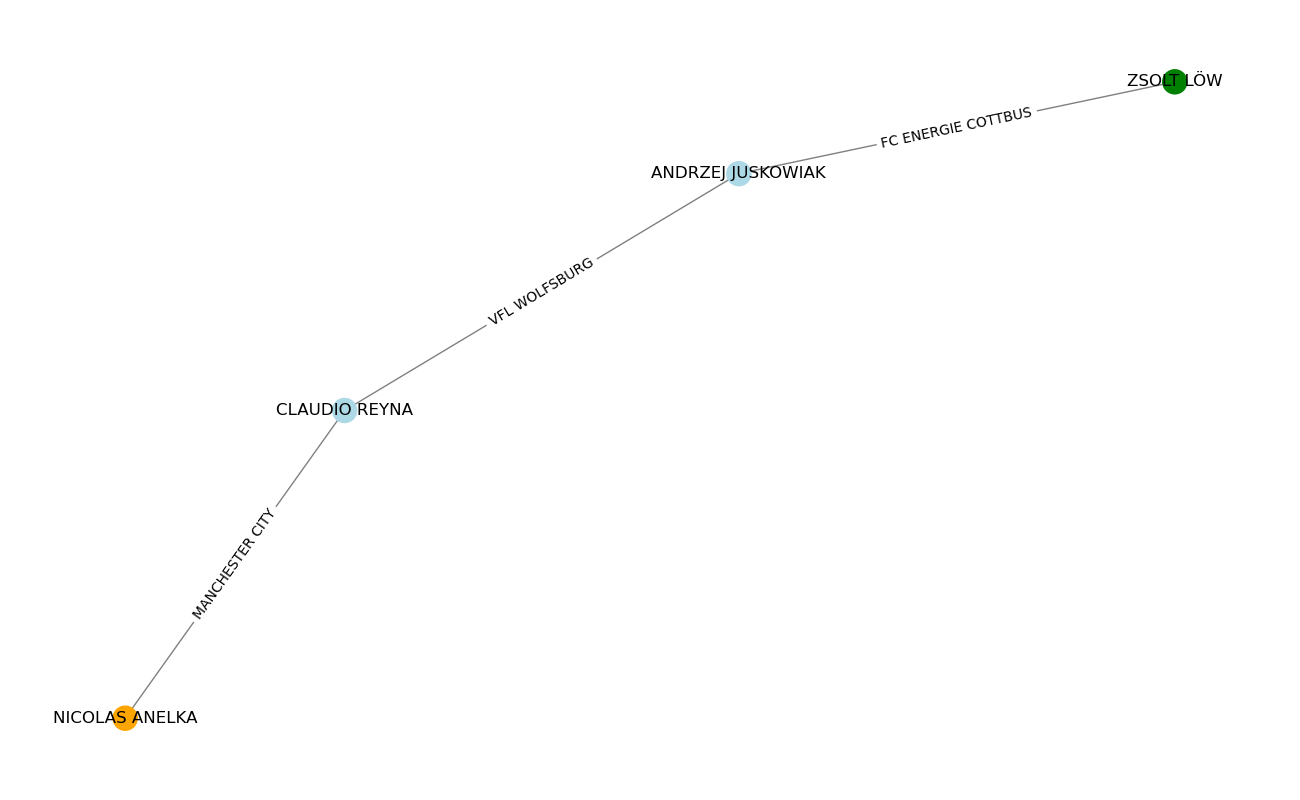 ZSOLT LÖW
FC ENERGIE COTTBUS
ANDRZEJ JUSKOWIAK
VFL WOLFSBURG
CLAUDIO REYNA
MANCHESTER CITY
NICOLAS ANELKA